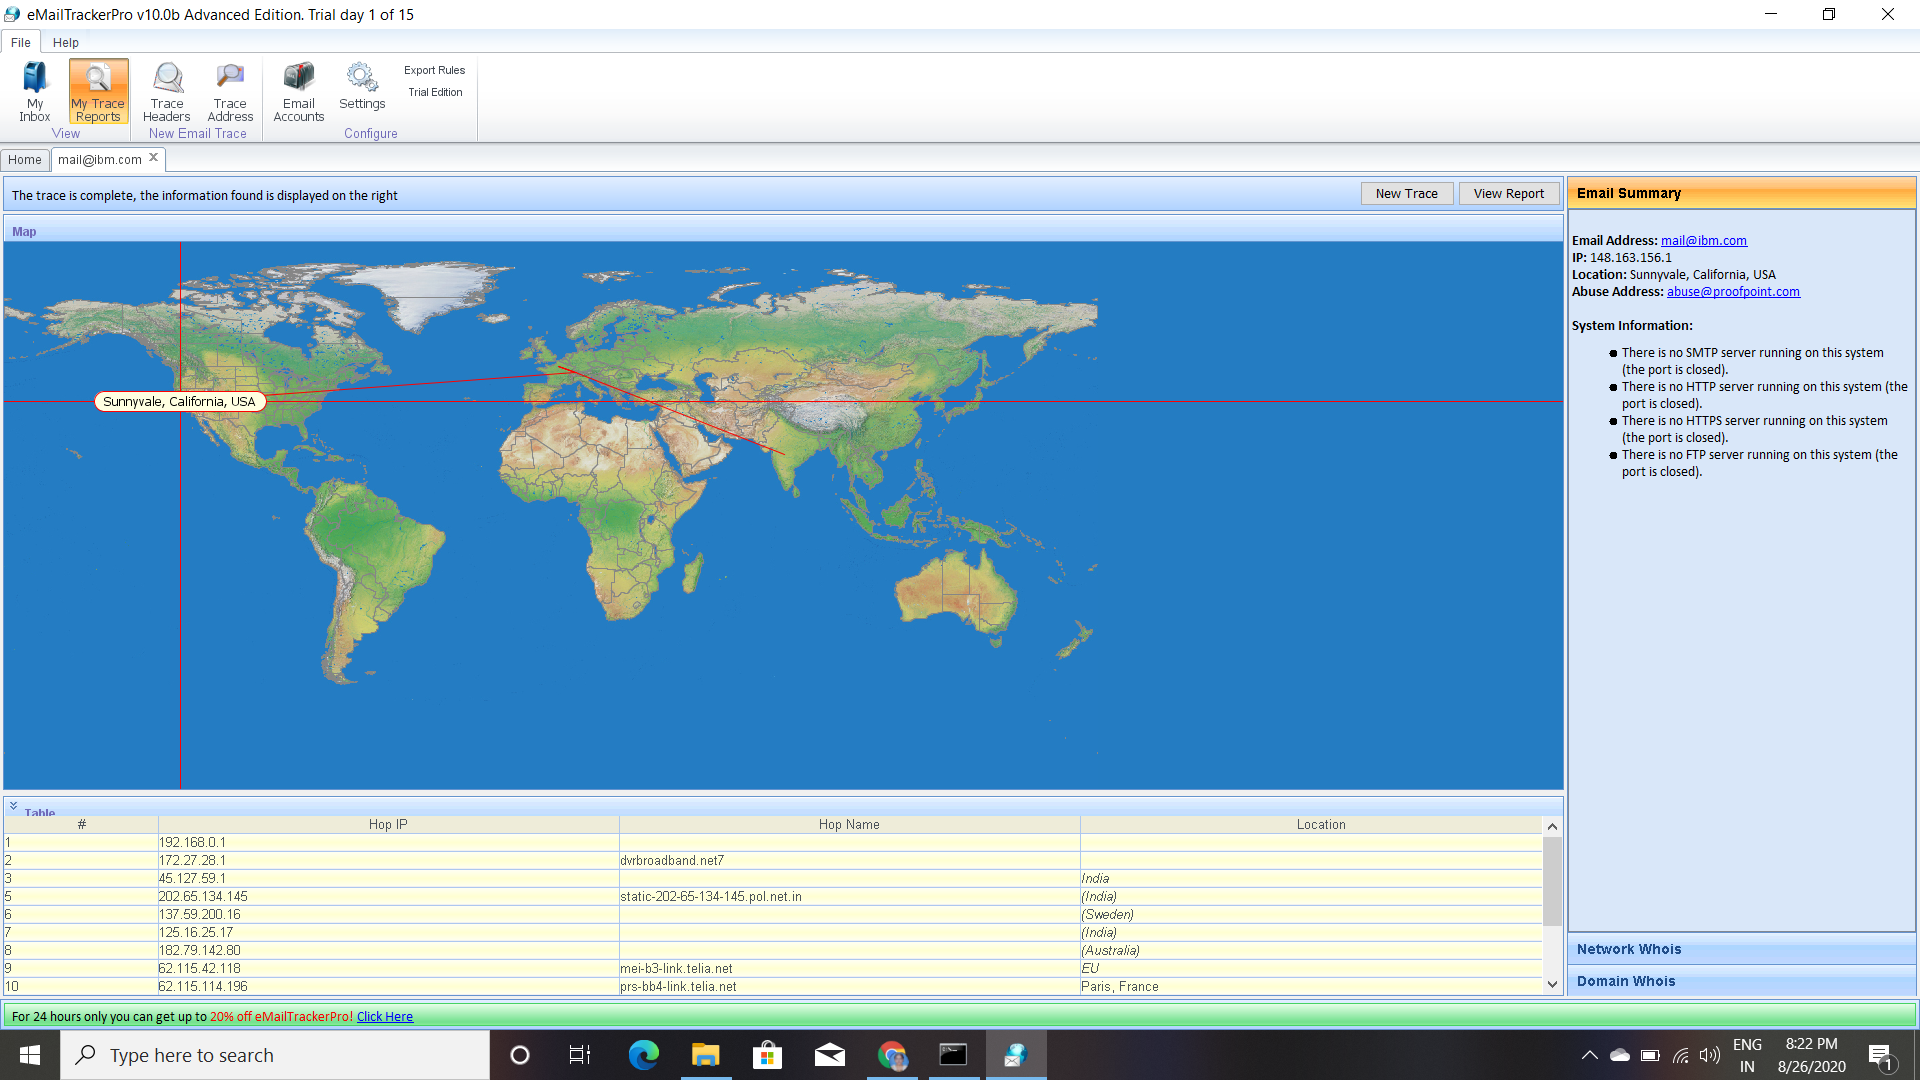 eMailTrackerPro v10.0b Advanced Edition. Trial day 1 of 15
File Help
My Inbox
My Trace Reports
Trace Headers
Trace Address
Email Accounts
Settings
Export Rules
Trial Edition
View
New Email Trace
Configure
Home
mail@ibm.com
The trace is complete, the information found is displayed on the right
New Trace
View Report
Map
Sunnyvale, California, USA
Email Summary
Email Address: mail@ibm.com
IP: 148.163.156.1
Location: Sunnyvale, California, USA
Abuse Address: abuse@proofpoint.com
System Information:
There is no SMTP server running on this system
(the port is closed).
There is no HTTP server running on this system (the
port is closed).
There is no HTTPS server running on this system
(the port is closed).
There is no FTP server running on this system (the
port is closed).
Network Whois
Domain Whois
Table
# Hop IP Hop Name Location
1 192.168.0.1
2 172.27.28.1 dvrbroadband.net7
3 45.127.59.1 India
5 202.65.134.145 static-202-65-134-145.pol.net.in (India)
6 137.59.200.16 (Sweden)
7 125.16.25.17 (India)
8 182.79.142.80 (Australia)
9 62.115.42.118 mei-b3-link.telia.net EU
10 62.115.114.196 prs-bb4-link.telia.net Paris, France
For 24 hours only you can get up to 20% off eMailTrackerPro! Click Here
Type here to search
ENG
IN
8:22 PM
8/26/2020
1